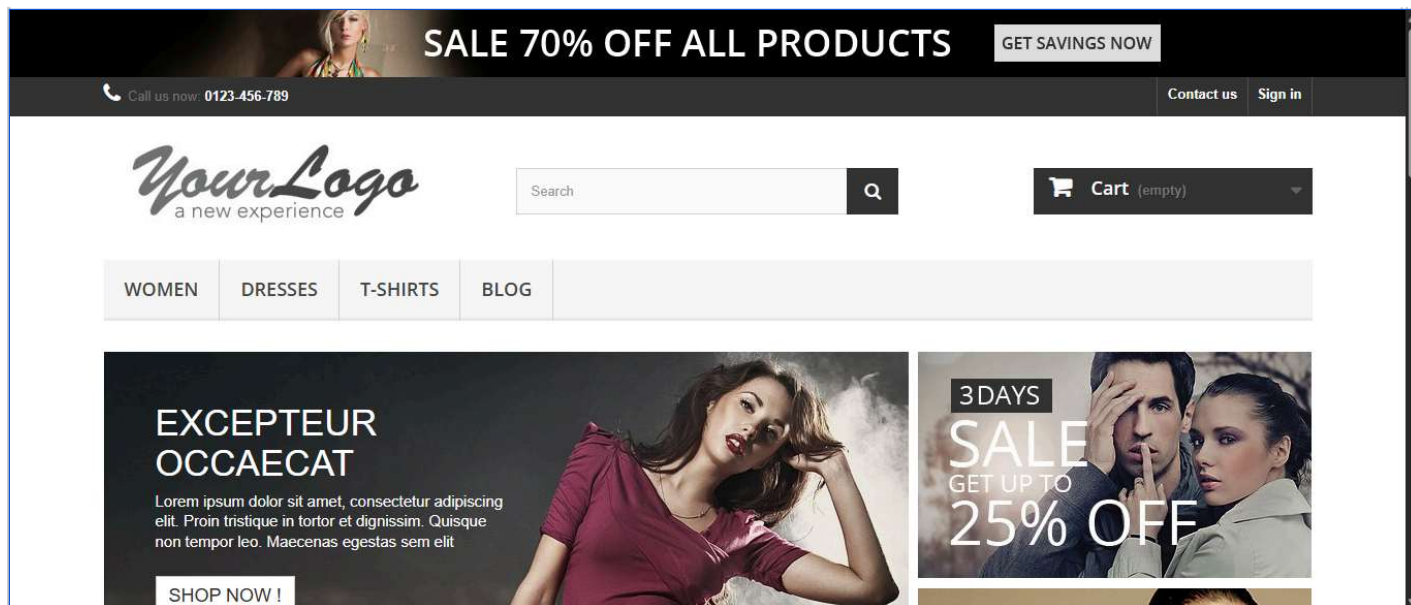 SALE 70% OFF ALL PRODUCTS
GET SAVINGS NOW
Call us now: 0123-456-789
Contact us
Sign in
YourLogo
a new experience
Search
Cart (empty)
WOMEN
DRESSES
T-SHIRTS
BLOG
EXCEPTEUR
OCCAECAT
Lorem ipsum dolor sit amet, consectetur adipiscing
elit. Proin tristique in tortor et dignissim. Quisque
non tempor leo. Maecenas egestas sem elit
SHOP NOW !
3 DAYS
SALE
GET UP TO
25% OFF